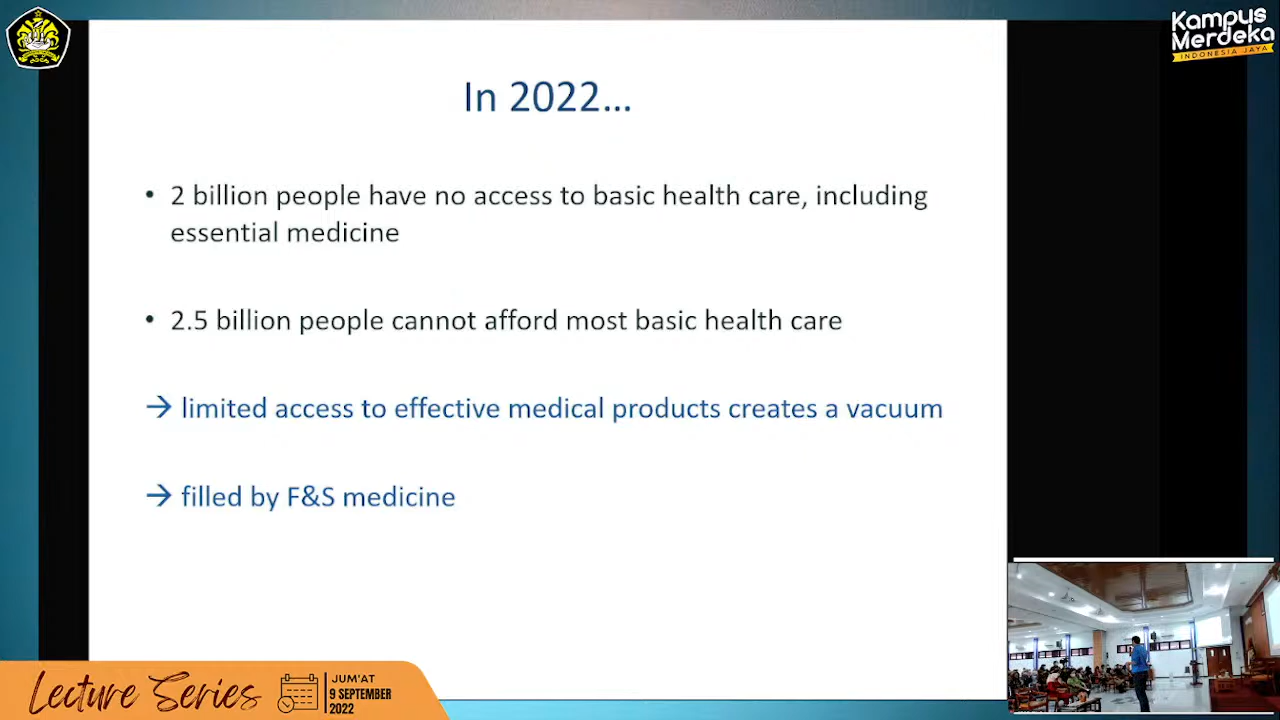 Kampus
Merdeka
INDONESIA JAYA
In 2022...
• 2 billion people have no access to basic health care, including
essential medicine
• 2.5 billion people cannot afford most basic health care
→ limited access to effective medical products creates a vacuum
→ filled by F&S medicine
Lecture Series
JUM'AT
9 SEPTEMBER
2022